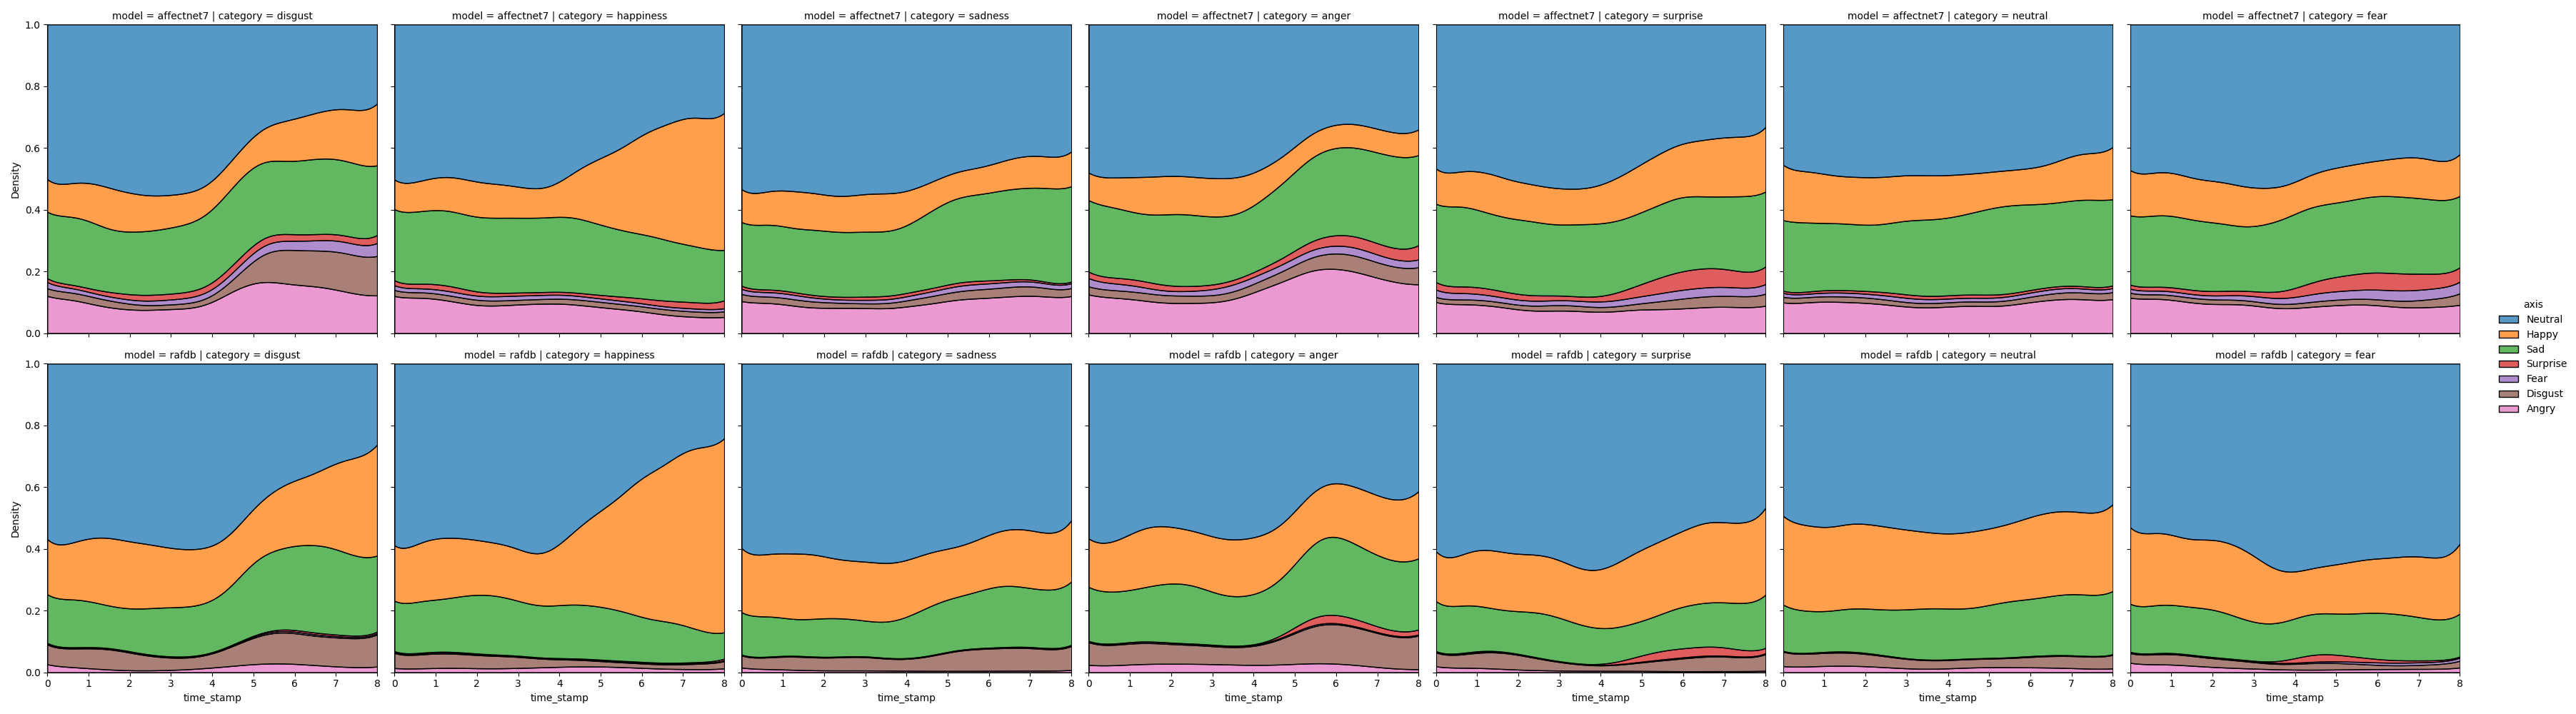 model = affectnet7 | category = disgust
model = affectnet7 | category = happiness
model = affectnet7 | category = sadness
model = affectnet7 | category = anger
model = affectnet7 | category = surprise
model = affectnet7 | category = neutral
model = affectnet7 | category = fear
1.0
0.8
0.6
0.4
0.2
0.0
Density
model = rafdb | category = disgust
model = rafdb | category = happiness
model = rafdb | category = sadness
model = rafdb | category = anger
model = rafdb | category = surprise
model = rafdb | category = neutral
model = rafdb | category = fear
1.0
0.8
0.6
0.4
0.2
0.0
Density
0 1 2 3 4 5 6 7 8
time_stamp
0 1 2 3 4 5 6 7 8
time_stamp
0 1 2 3 4 5 6 7 8
time_stamp
0 1 2 3 4 5 6 7 8
time_stamp
0 1 2 3 4 5 6 7 8
time_stamp
0 1 2 3 4 5 6 7 8
time_stamp
0 1 2 3 4 5 6 7 8
time_stamp
axis
Neutral
Happy
Sad
Surprise
Fear
Disgust
Angry